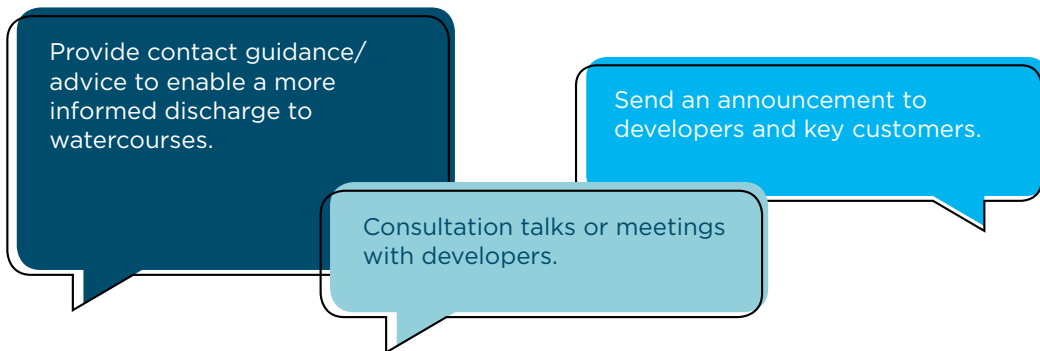 Provide contact guidance/
advice to enable a more
informed discharge to
watercourses.
Send an announcement to
developers and key customers.
Consultation talks or meetings
with developers.